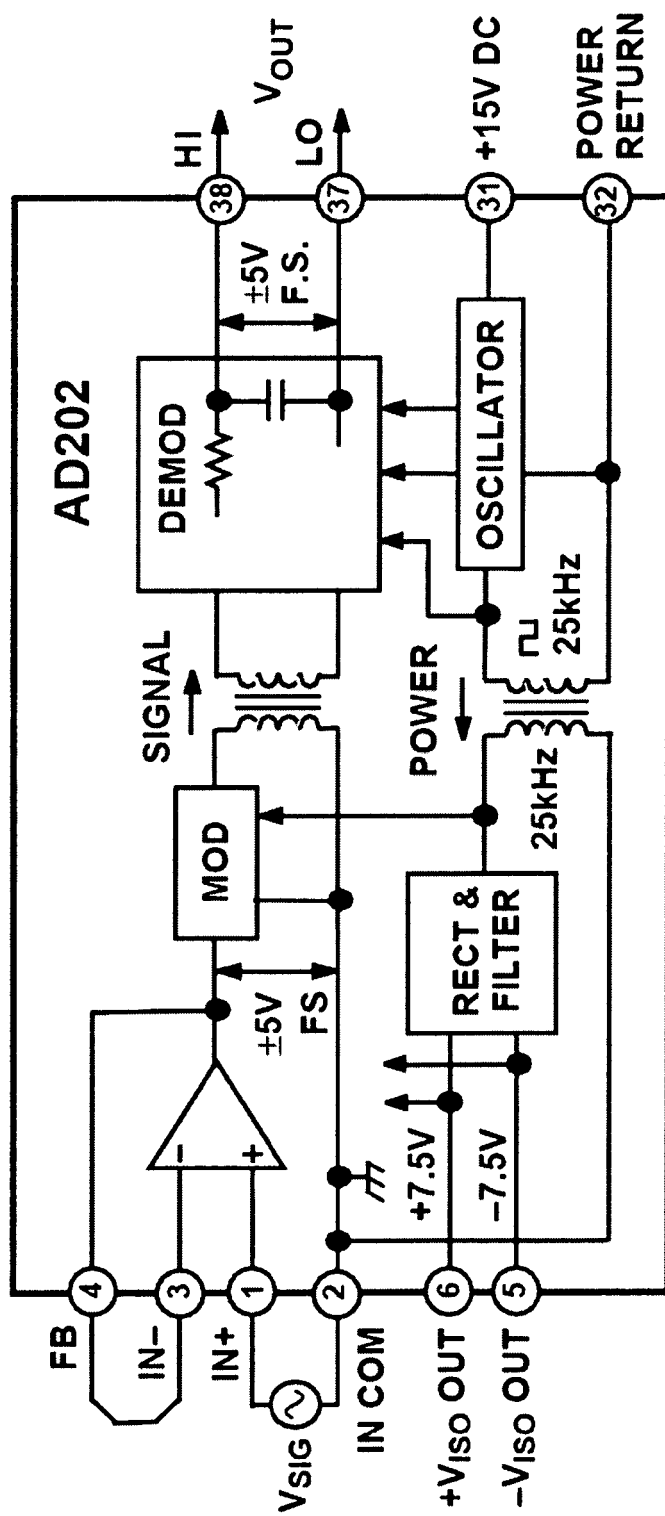 AD202
FB
4
IN−
3
IN+
1
VSIG
2
IN COM
+VISO OUT
6
−VISO OUT
5
−
+
±5V
FS
MOD
SIGNAL
DEMOD
±5V
F.S.
38
HI
VOUT
37
LO
+7.5V
−7.5V
RECT &
FILTER
25kHz
POWER
25kHz
OSCILLATOR
31
+15V DC
32
POWER
RETURN